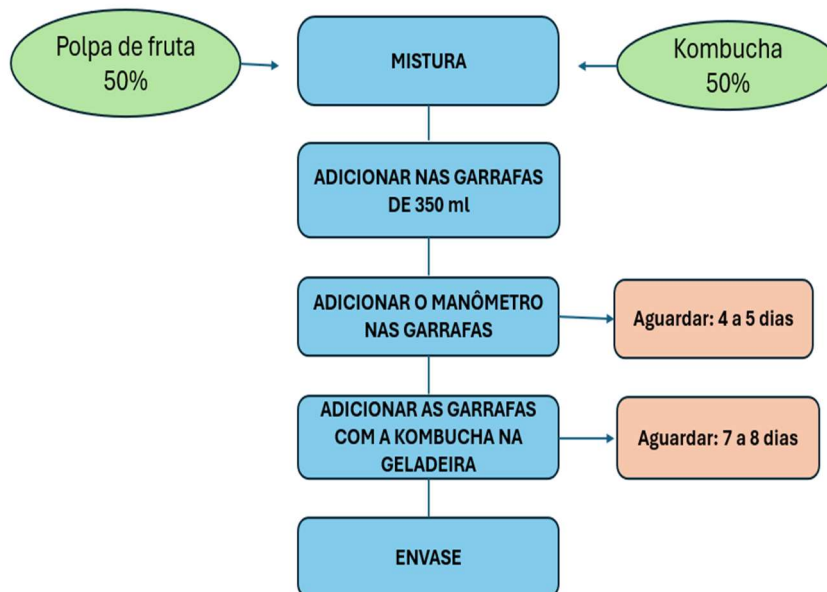 Polpa de fruta
50%
MISTURA
Kombucha
50%
ADICIONAR NAS GARRAFAS
DE 350 ml
ADICIONAR O MANÔMETRO
NAS GARRAFAS
Aguardar: 4 a 5 dias
ADICIONAR AS GARRAFAS
COM A KOMBUCHA NA
GELADEIRA
Aguardar: 7 a 8 dias
ENVASE